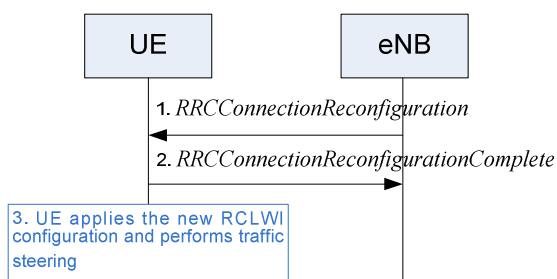 UE
eNB
1. RRCConnectionReconfiguration
2. RRCConnectionReconfigurationComplete
3. UE applies the new RCLWI
configuration and performs traffic
steering